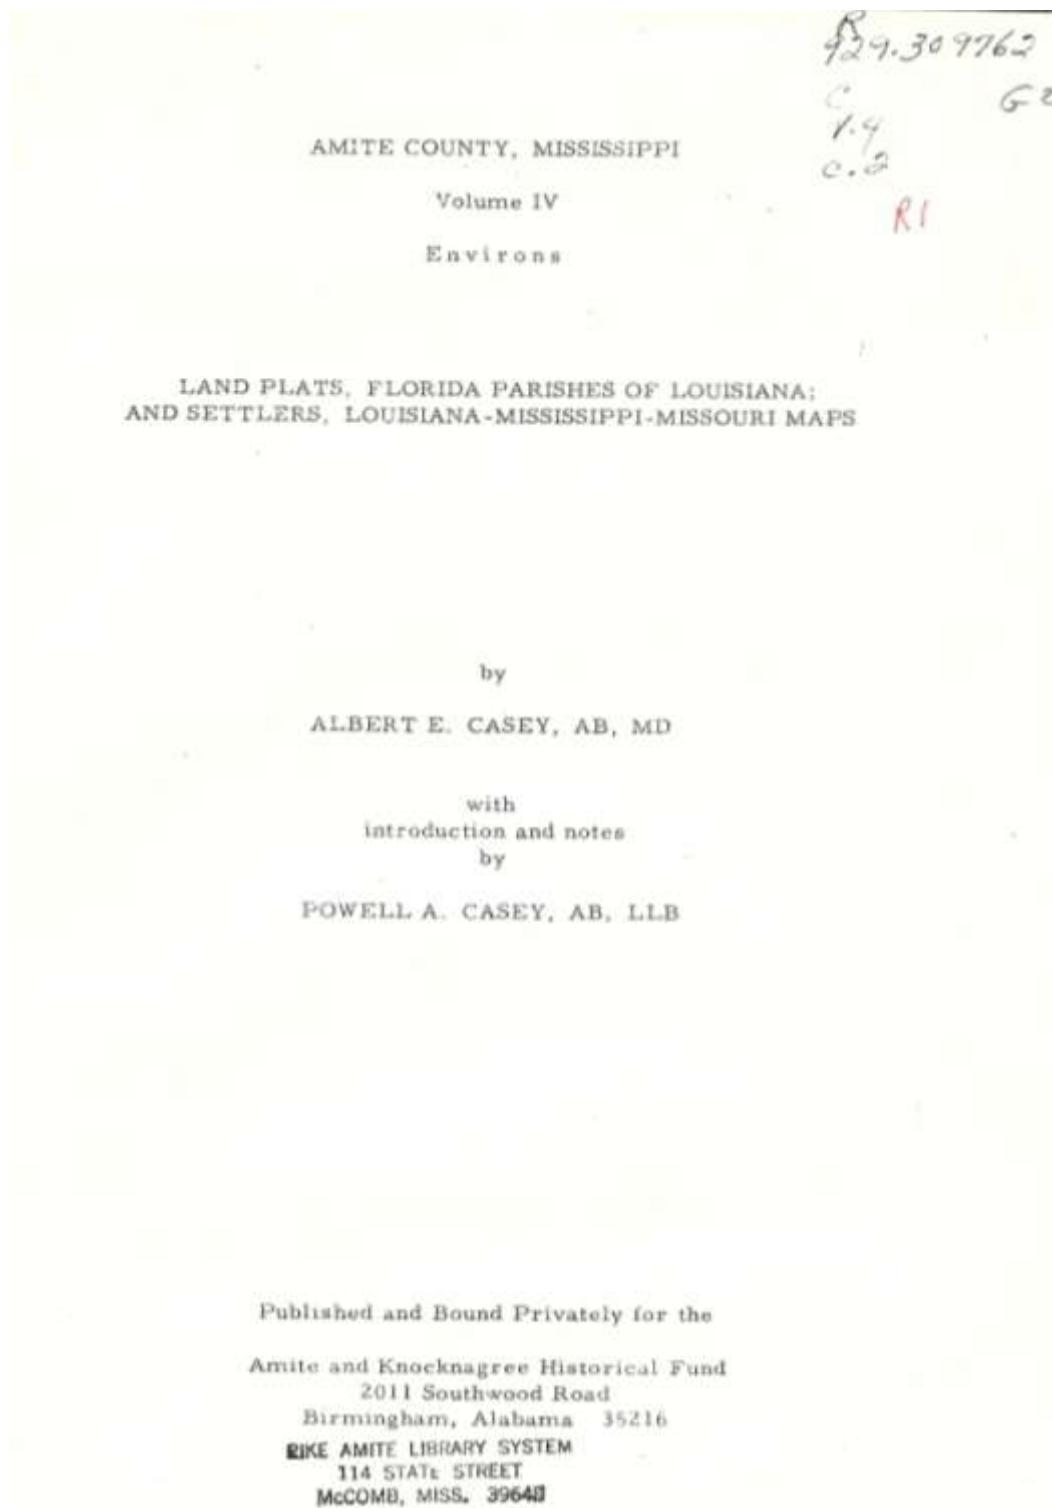 R
929.309762
C G2
V.4
c.2
R1
AMITE COUNTY, MISSISSIPPI
Volume IV
Environs
LAND PLATS, FLORIDA PARISHES OF LOUISIANA;
AND SETTLERS, LOUISIANA-MISSISSIPPI-MISSOURI MAPS
by
ALBERT E. CASEY, AB, MD
with
introduction and notes
by
POWELL A. CASEY, AB, LLB
Published and Bound Privately for the
Amite and Knocknagree Historical Fund
2011 Southwood Road
Birmingham, Alabama 35216
PIKE AMITE LIBRARY SYSTEM
114 STATE STREET
McCOMB, MISS. 39648